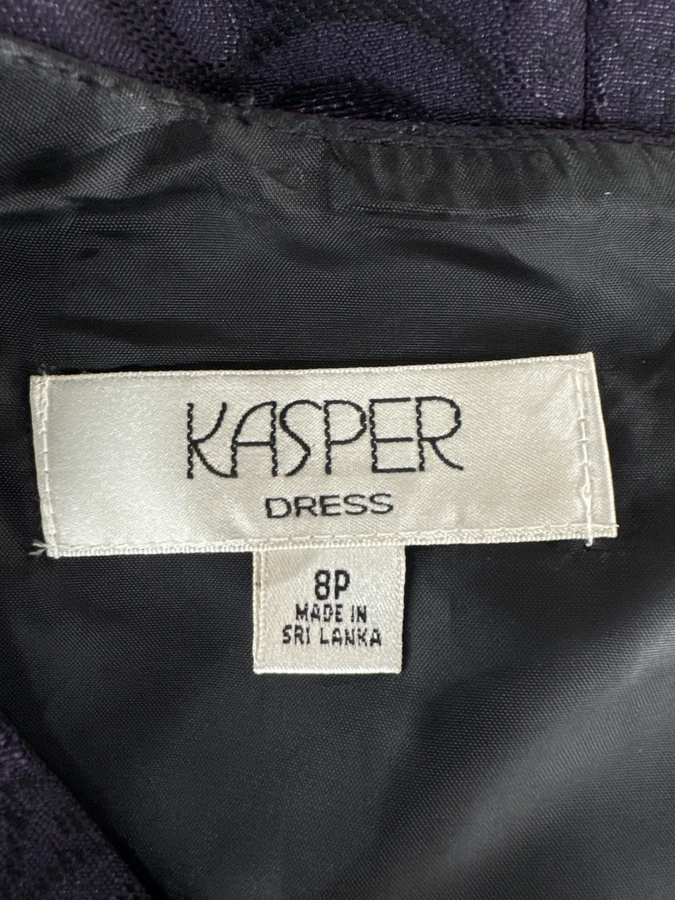 KASPER
DRESS
8P
MADE IN
SRI LANKA